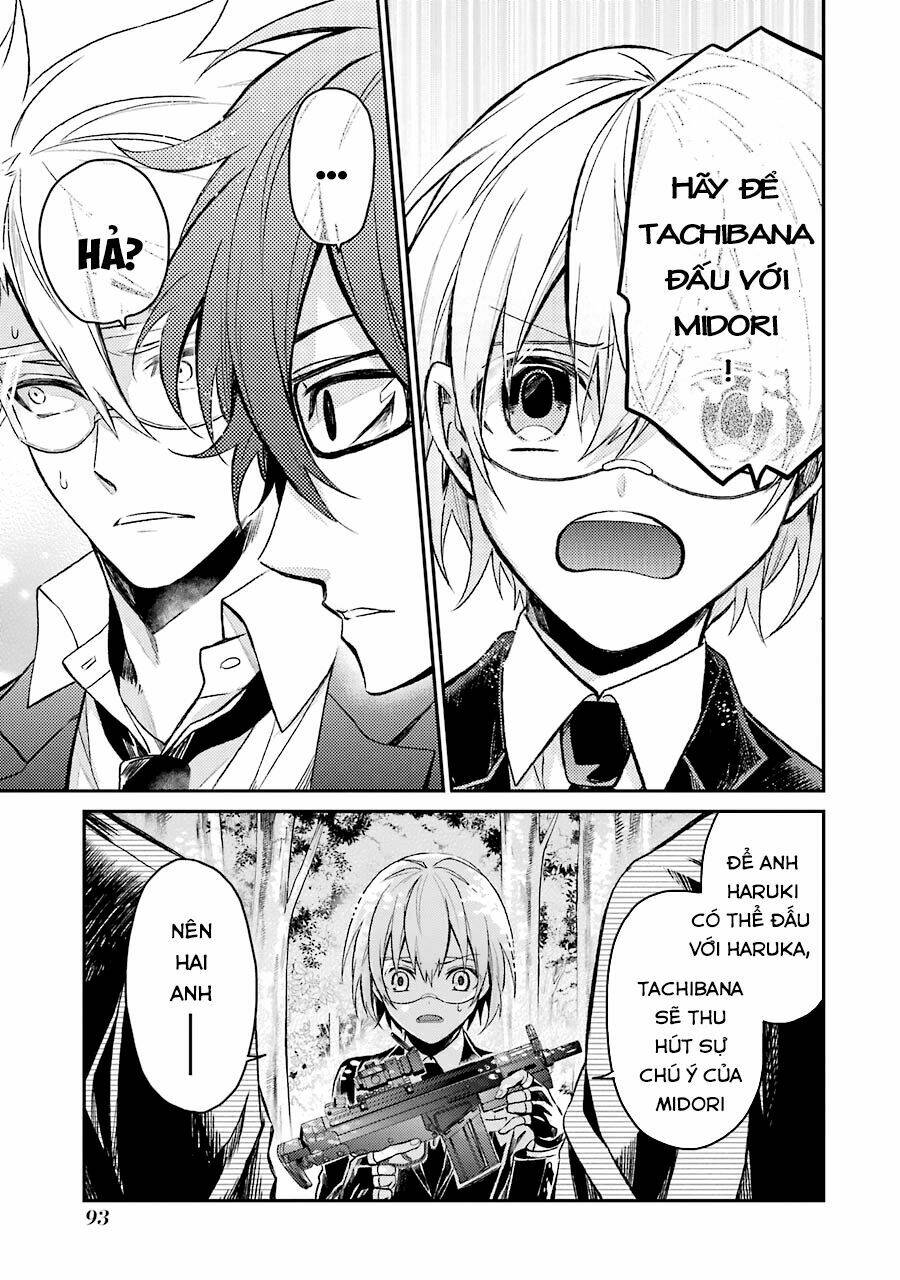 HÃY ĐỂ
TACHIBANA
ĐẤU VỚI
MIDORI
!
...
HẢ?
ĐỂ ANH
HARUKI
CÓ THỂ ĐẤU
VỚI HARUKA,
TACHIBANA
SẼ THU
HÚT SỰ
CHÚ Ý CỦA
MIDORI
NÊN
HAI
ANH
—
93